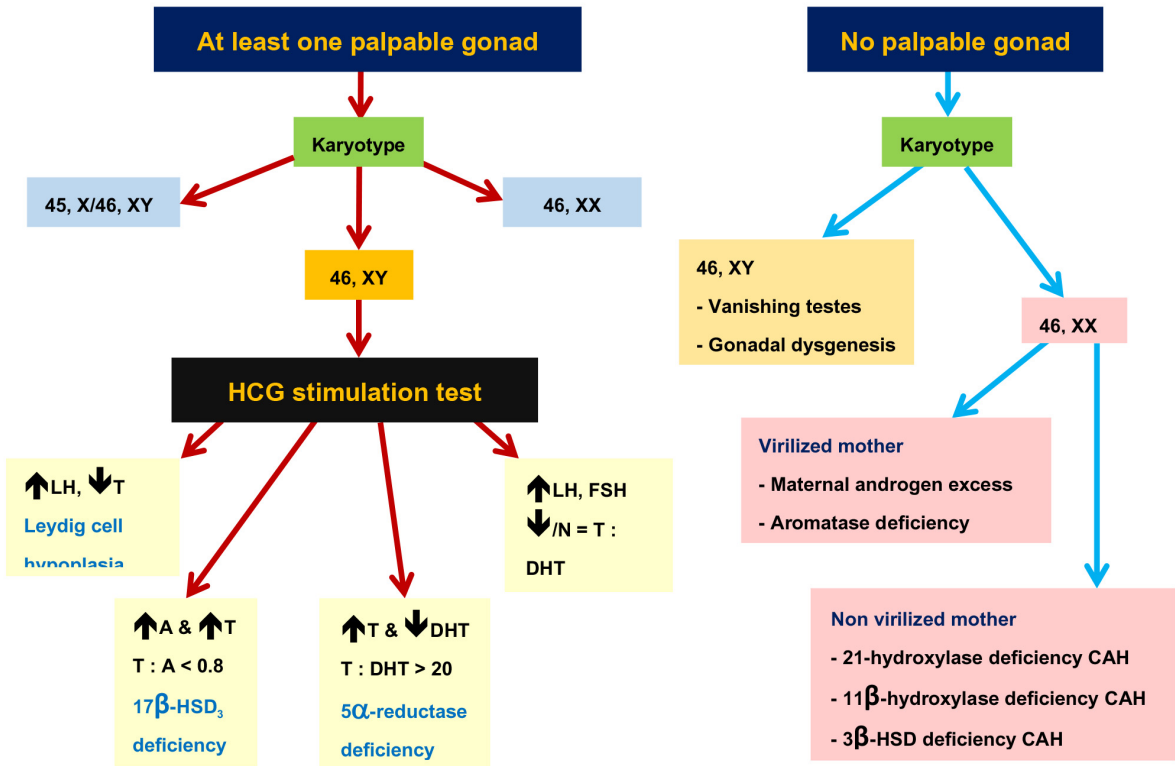 At least one palpable gonad
Karyotype
45, X/46, XY
46, XX
46, XY
HCG stimulation test
↑LH, ↓T
Leydig cell
hypoplasia
↑A & ↑T
T : A < 0.8
17β-HSD₃
deficiency
↑T & ↓DHT
T : DHT > 20
5α-reductase
deficiency
↑LH, FSH
↓/N = T :
DHT
No palpable gonad
Karyotype
46, XY
- Vanishing testes
- Gonadal dysgenesis
46, XX
Virilized mother
- Maternal androgen excess
- Aromatase deficiency
Non virilized mother
- 21-hydroxylase deficiency CAH
- 11β-hydroxylase deficiency CAH
- 3β-HSD deficiency CAH